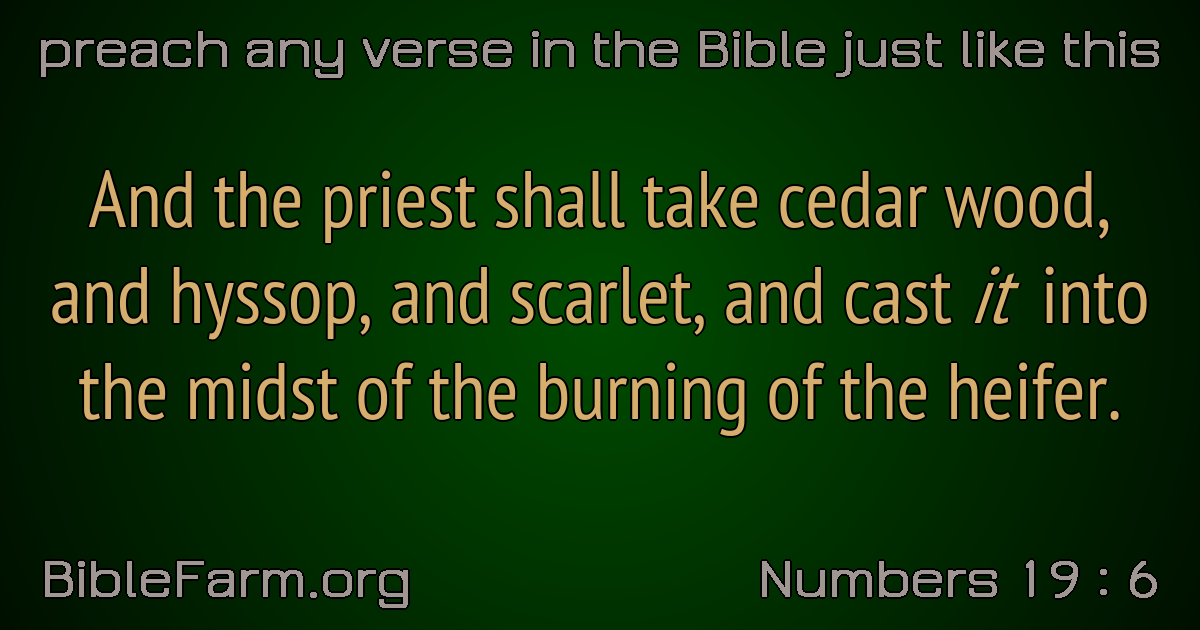 preach any verse in the Bible just like this
And the priest shall take cedar wood,
and hyssop, and scarlet, and cast it into
the midst of the burning of the heifer.
BibleFarm.org
Numbers 19 : 6